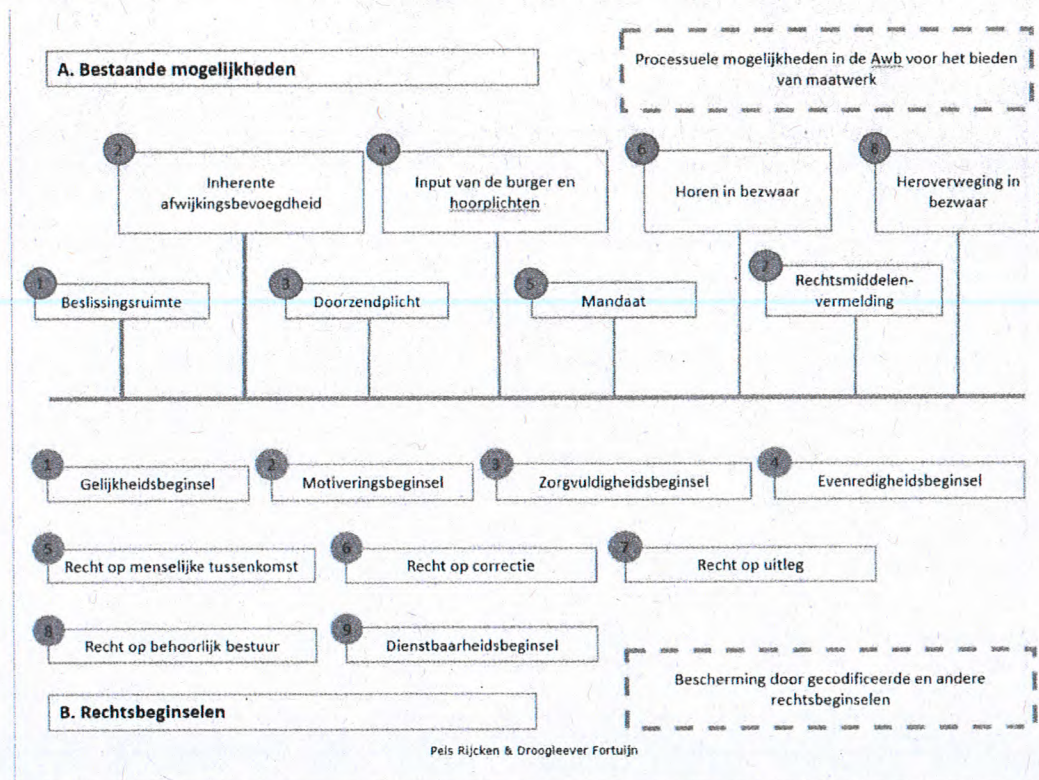 A. Bestaande mogelijkheden
Processuele mogelijkheden in de Awb voor het bieden
van maatwerk
2
Inherente
afwijkingsbevoegdheid
4
Input van de burger en
hoorplichten
6
Horen in bezwaar
8
Heroverweging in
bezwaar
1
Beslissingsruimte
3
Doorzendplicht
5
Mandaat
7
Rechtsmiddelen-
vermelding
1
Gelijkheidsbeginsel
2
Motiveringsbeginsel
3
Zorgvuldigheidsbeginsel
4
Evenredigheidsbeginsel
5
Recht op menselijke tussenkomst
6
Recht op correctie
7
Recht op uitleg
8
Recht op behoorlijk bestuur
9
Dienstbaarheidsbeginsel
Bescherming door gecodificeerde en andere
rechtsbeginselen
B. Rechtsbeginselen
Pels Rijcken & Droogleever Fortuijn